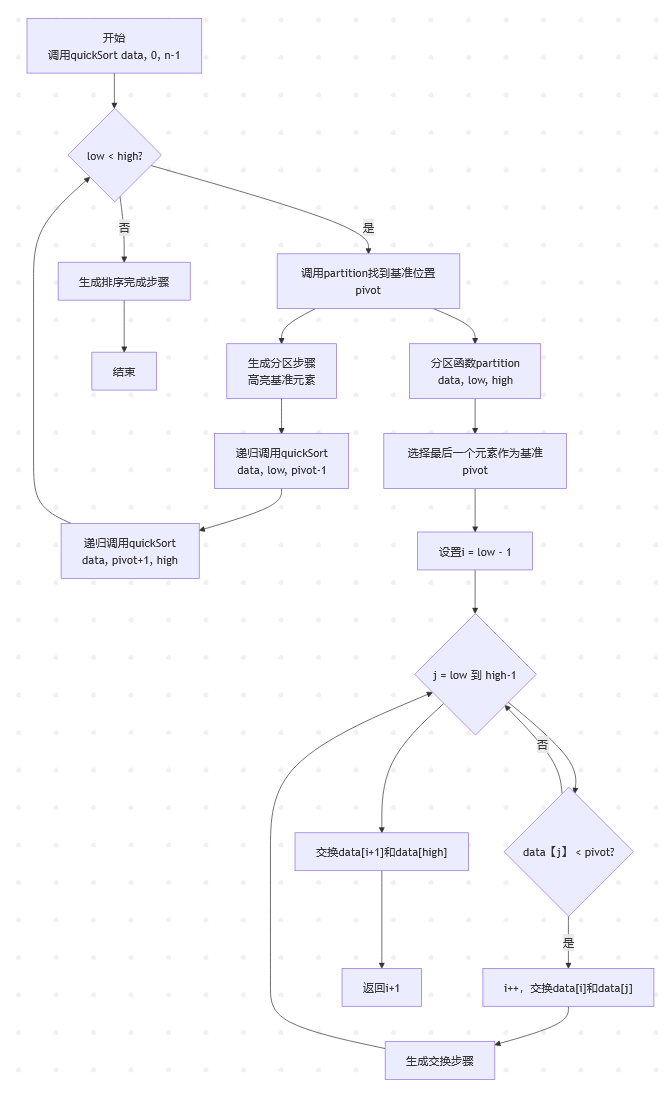 开始
调用quickSort data, 0, n-1
low < high?
否
是
生成排序完成步骤
结束
调用partition找到基准位置
pivot
生成分区步骤
高亮基准元素
分区函数partition
data, low, high
递归调用quickSort
data, low, pivot-1
选择最后一个元素作为基准
pivot
递归调用quickSort
data, pivot+1, high
设置i = low - 1
j = low 到 high-1
否
交换data[i+1]和data[high]
data【j】 < pivot?
是
返回i+1
i++, 交换data[i]和data[j]
生成交换步骤